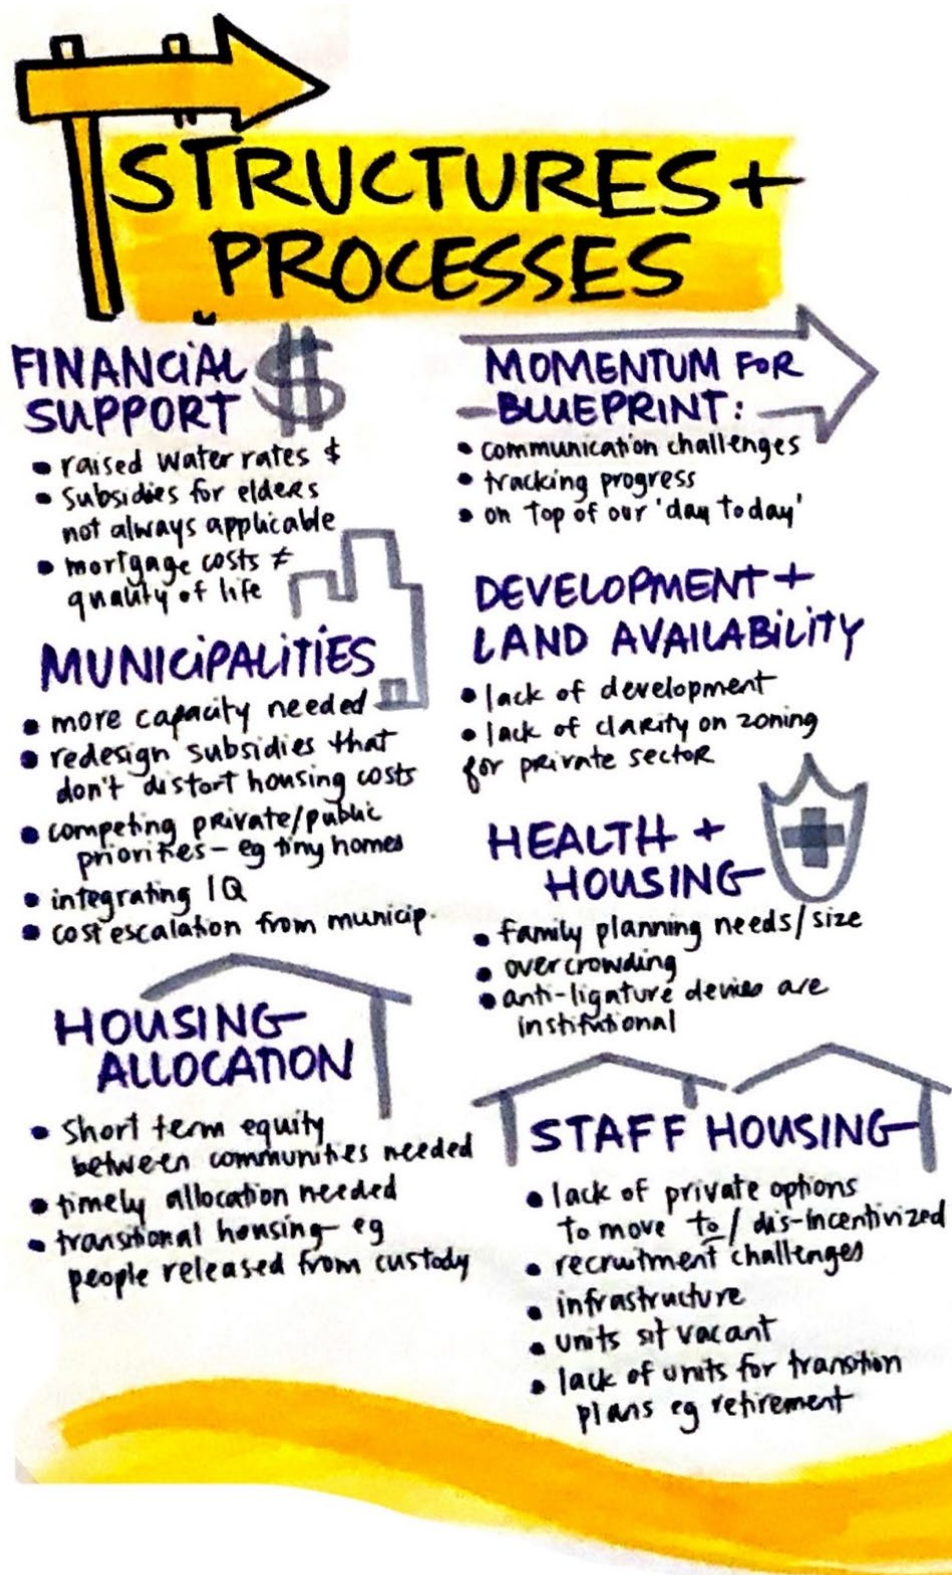 STRUCTURES +
PROCESSES
FINANCIAL
SUPPORT $
• raised water rates $
• Subsidies for elders
not always applicable
• mortgage costs ≠
quality of life
MUNICIPALITIES
• more capacity needed
• redesign subsidies that
don't distort housing costs
• competing private/public
priorities - eg tiny homes
• integrating IQ
• cost escalation from municip.
HOUSING
ALLOCATION
• short term equity
between communities needed
• timely allocation needed
• transitional housing - eg
people released from custody
MOMENTUM FOR
BLUEPRINT:
• communication challenges
• tracking progress
• on top of our 'day today'
DEVELOPMENT +
LAND AVAILABILITY
• lack of development
• lack of clarity on zoning
for private sector
HEALTH +
HOUSING
• family planning needs/size
• overcrowding
• anti-ligature devices are
institutional
STAFF HOUSING
• lack of private options
to move to / dis-incentivized
• recruitment challenges
• infrastructure
• units sit vacant
• lack of units for transition
plans eg retirement